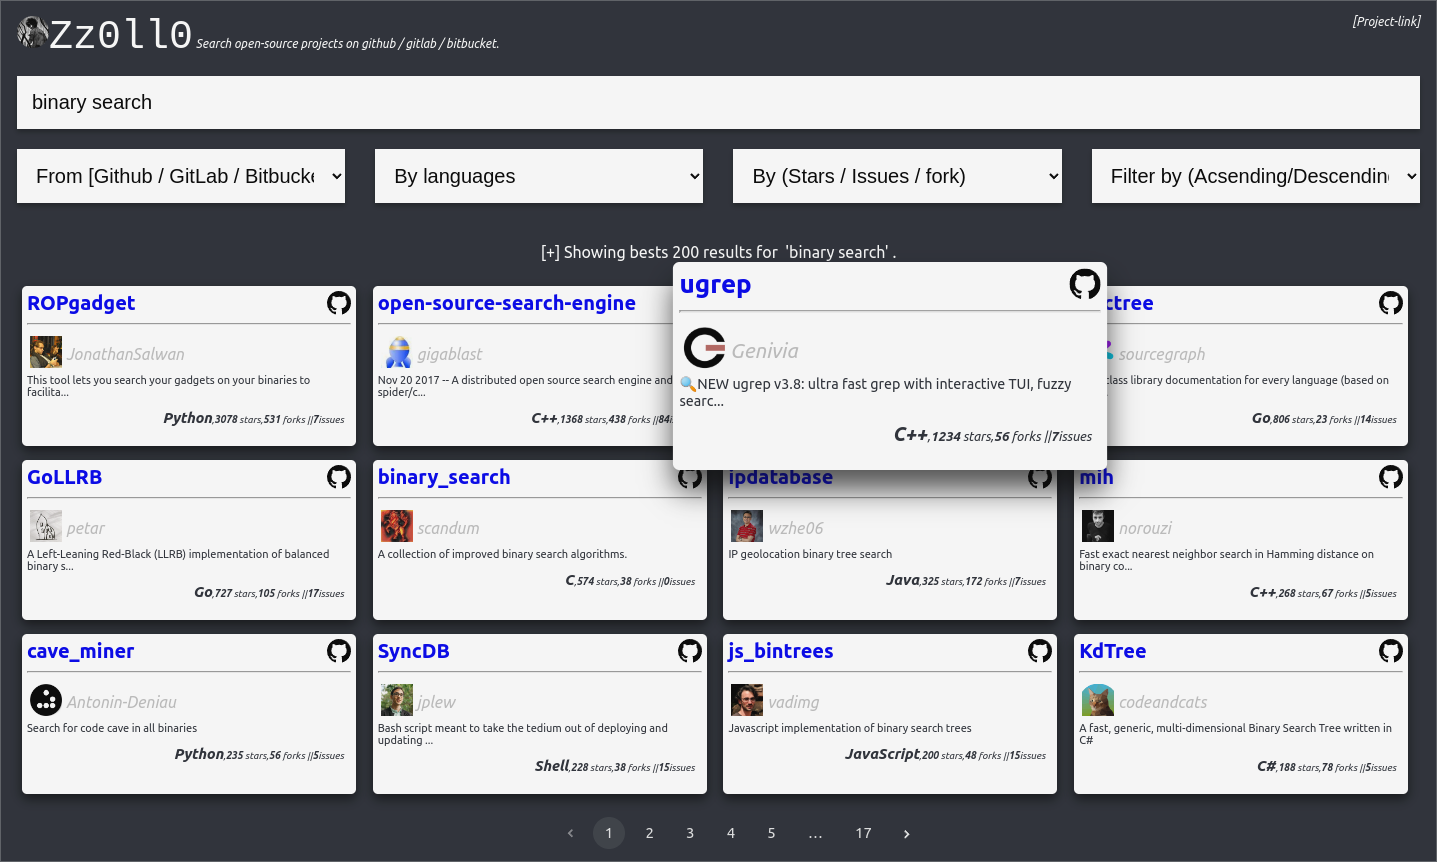 Zz0ll0 Search open-source projects on github / gitlab / bitbucket.
[Project-link]
binary search
From [Github / GitLab / Bitbucke
By languages
By (Stars / Issues / fork)
Filter by (Acsending/Descending
[+] Showing bests 200 results for 'binary search' .
ROPgadget
JonathanSalwan
This tool lets you search your gadgets on your binaries to
facilita...
Python,3078 stars,531 forks //7issues
open-source-search-engine
gigablast
Nov 20 2017 -- A distributed open source search engine and
spider/c...
C++,1368 stars,438 forks //84i
ugrep
Genivia
🔍NEW ugrep v3.8: ultra fast grep with interactive TUI, fuzzy
searc...
C++,1234 stars,56 forks //7issues
ctree
sourcegraph
class library documentation for every language (based on
Go,806 stars,23 forks //14issues
GoLLRB
petar
A Left-Leaning Red-Black (LLRB) implementation of balanced
binary s...
Go,727 stars,105 forks //17issues
binary_search
scandum
A collection of improved binary search algorithms.
C,574 stars,38 forks //0issues
ipdatabase
wzhe06
IP geolocation binary tree search
Java,325 stars,172 forks //7issues
mih
norouzi
Fast exact nearest neighbor search in Hamming distance on
binary co...
C++,268 stars,67 forks //5issues
cave_miner
Antonin-Deniau
Search for code cave in all binaries
Python,235 stars,56 forks //5issues
SyncDB
jplew
Bash script meant to take the tedium out of deploying and
updating ...
Shell,228 stars,38 forks //15issues
js_bintrees
vadimg
Javascript implementation of binary search trees
JavaScript,200 stars,48 forks //15issues
KdTree
codeandcats
A fast, generic, multi-dimensional Binary Search Tree written in
C#
C#,188 stars,78 forks //5issues
‹ 1 2 3 4 5 ... 17 ›